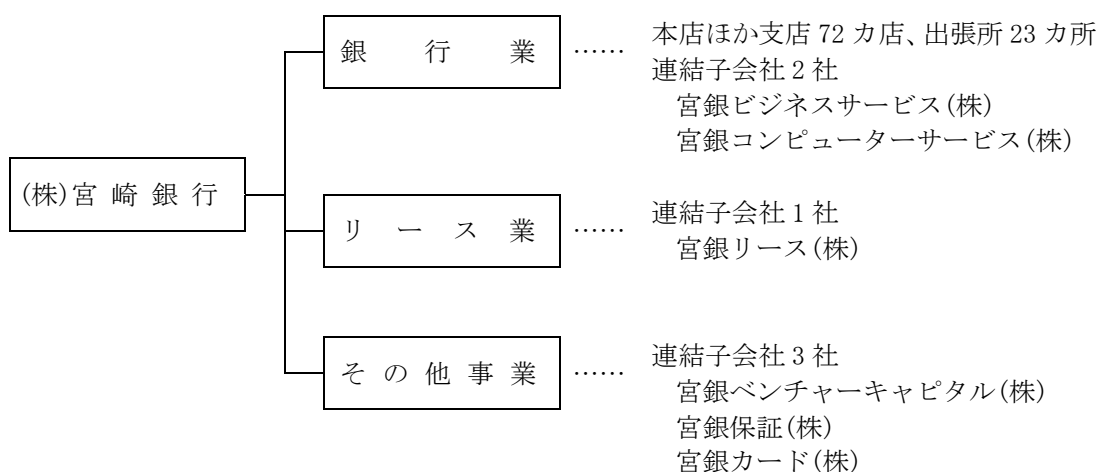 (株)宮崎銀行
銀行業 …… 本店ほか支店 72 カ店、出張所 23 カ所
連結子会社 2 社
宮銀ビジネスサービス(株)
宮銀コンピューターサービス(株)
リース業 …… 連結子会社 1 社
宮銀リース(株)
その他事業 …… 連結子会社 3 社
宮銀ベンチャーキャピタル(株)
宮銀保証(株)
宮銀カード(株)